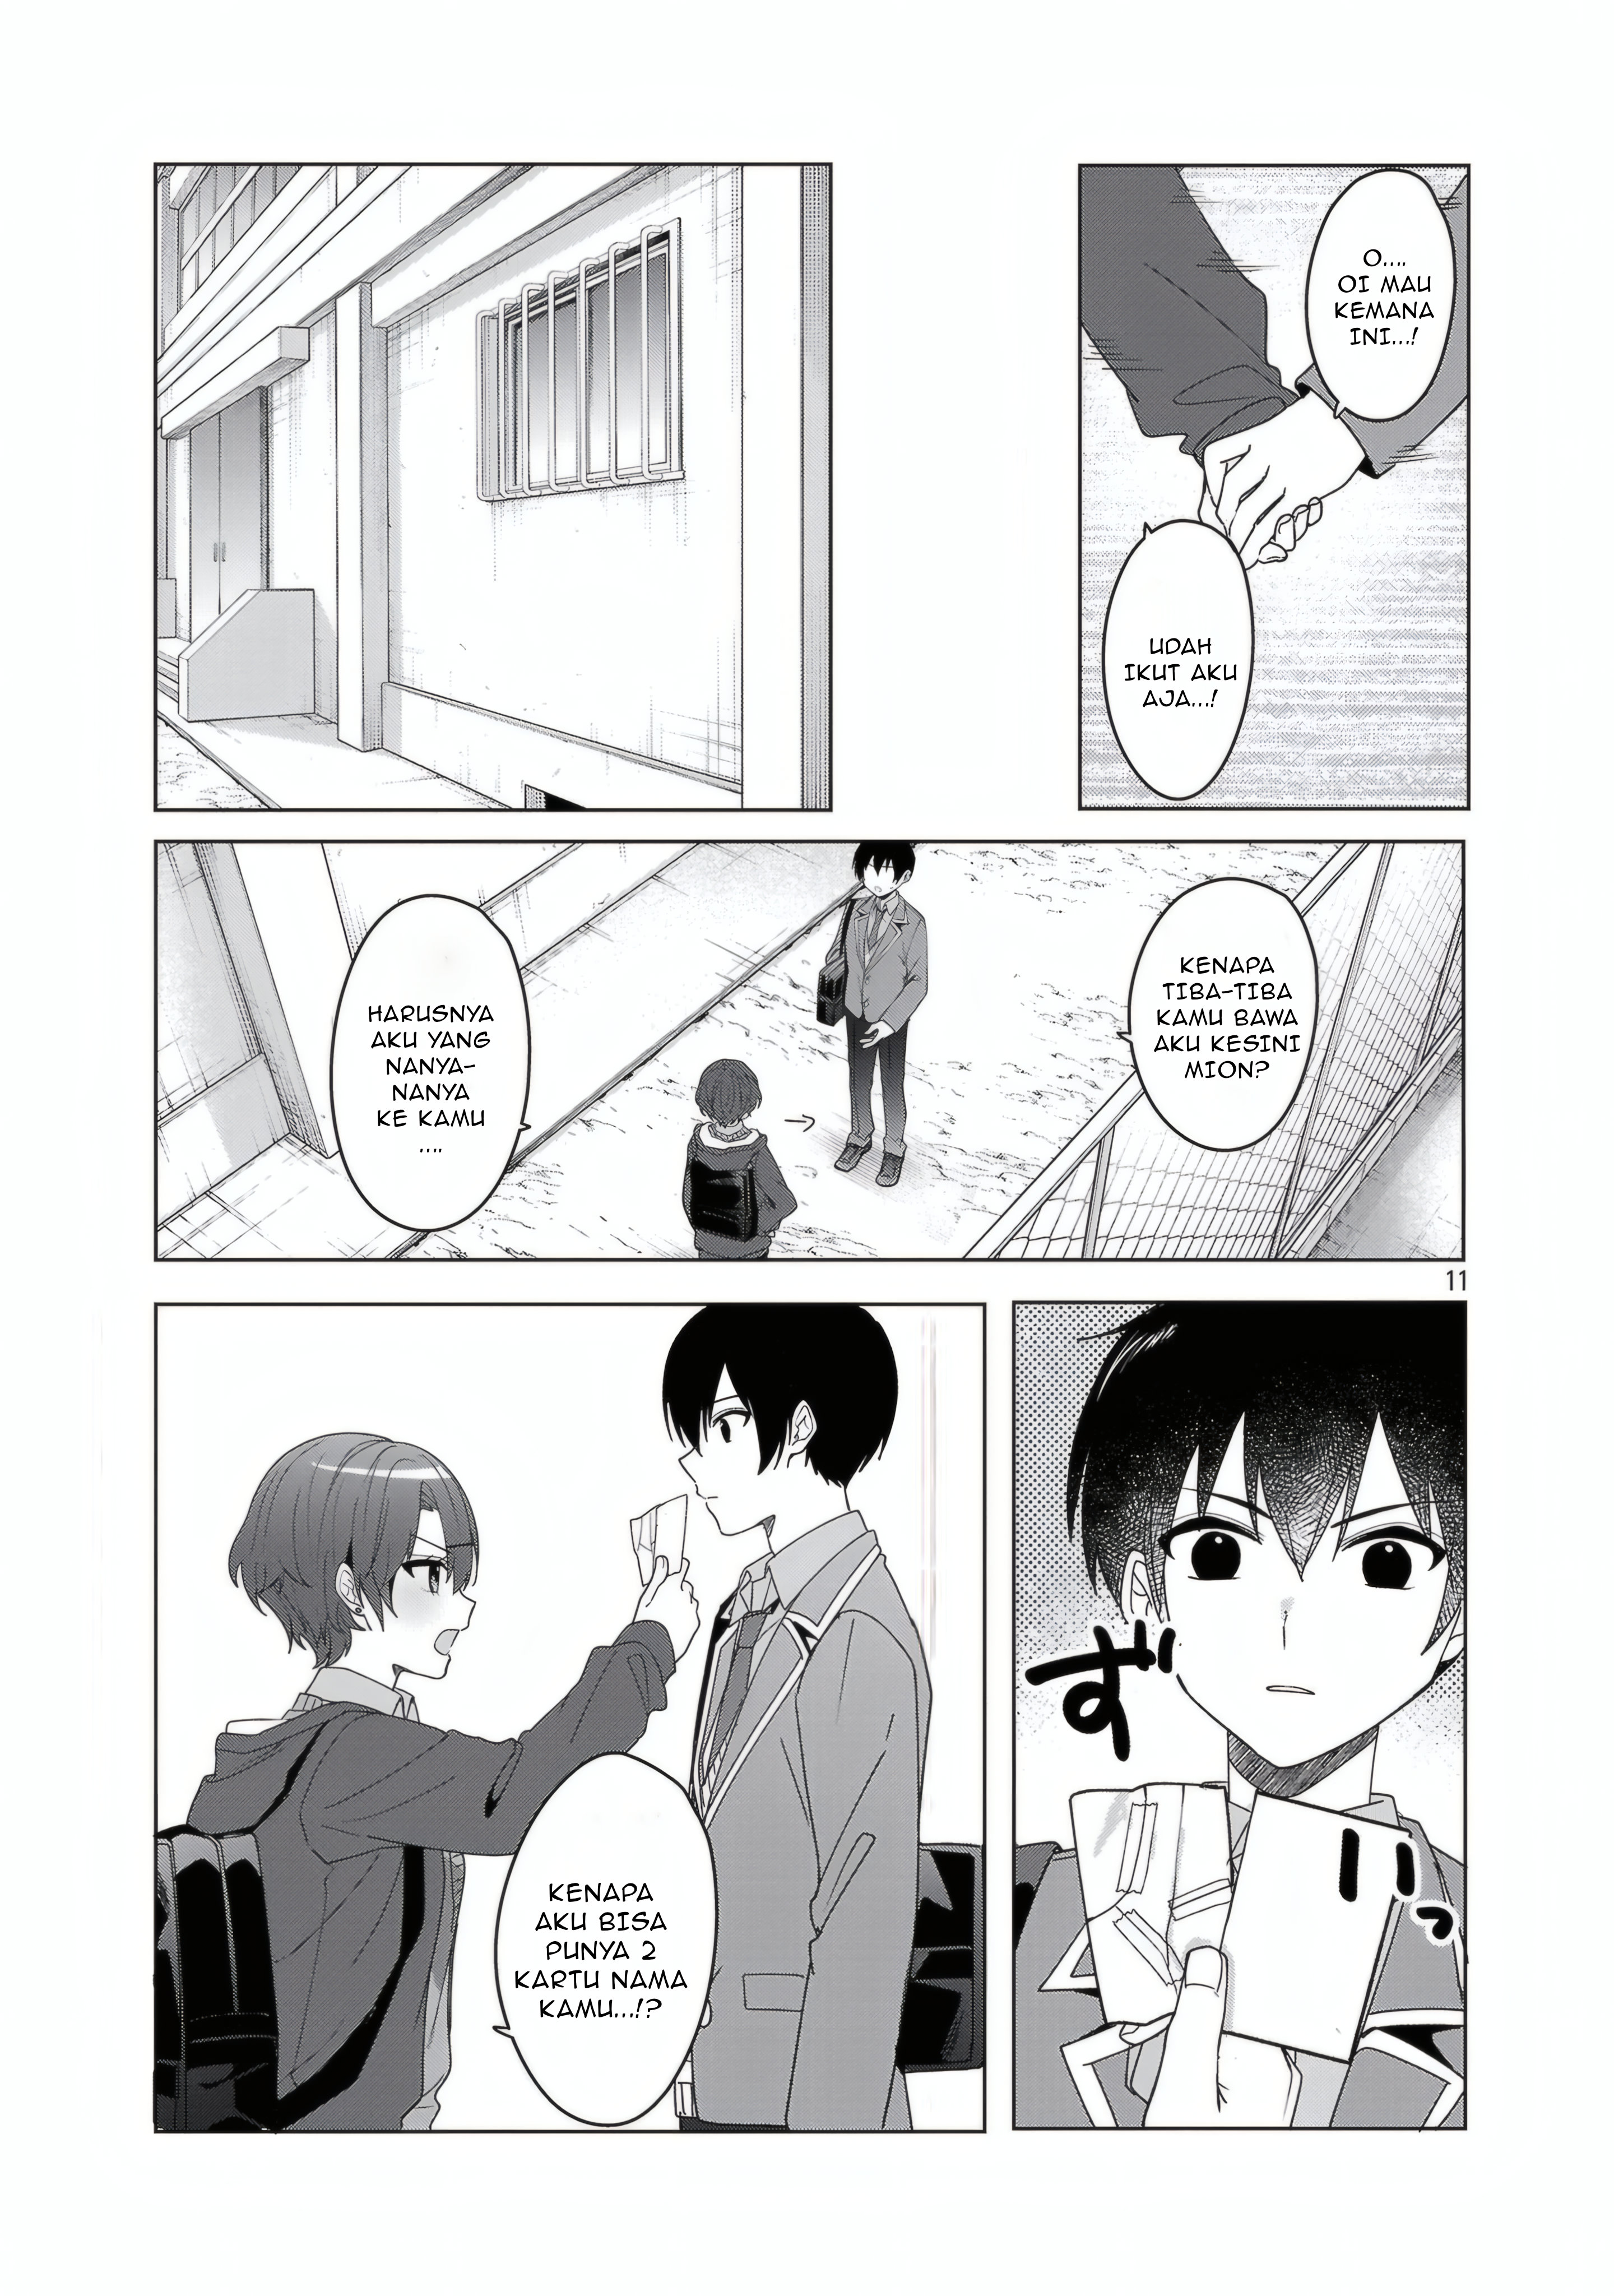 O....
OI MAU
KEMANA
INI...!
UDAH
IKUT AKU
AJA...!
KENAPA
TIBA-TIBA
KAMU BAWA
AKU KESINI
MION?
HARUSNYA
AKU YANG
NANYA-
NANYA
KE KAMU
....
11
ずいっ
KENAPA
AKU BISA
PUNYA 2
KARTU NAMA
KAMU...!?